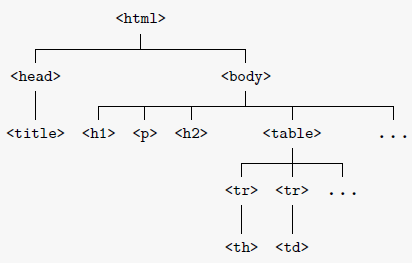 <html>
<head> <body>
<title> <h1> <p> <h2> <table> ...
<tr> <tr> ...
<th> <td>